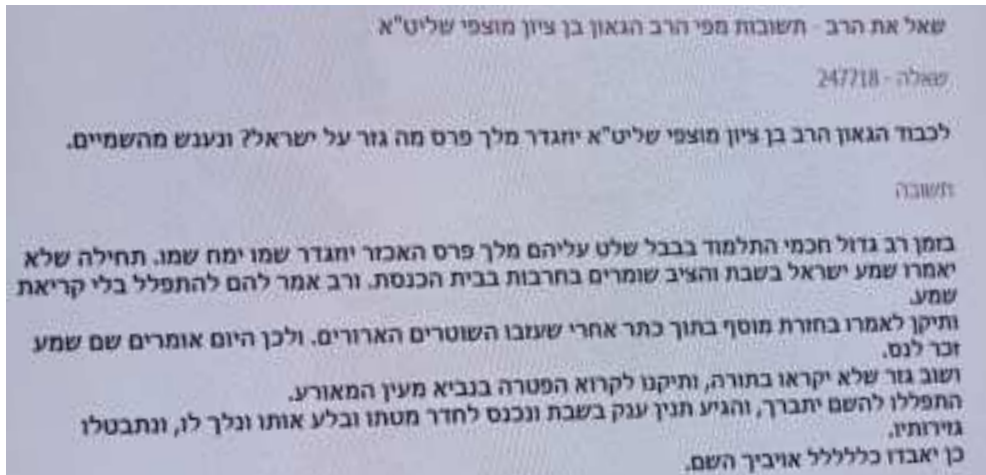 שאל את הרב - תשובות מפי הרב הגאון בן ציון מוצפי שליט"א
שאלה - 247718
לכבוד הגאון הרב בן ציון מוצפי שליט"א יזגדר מלך פרס מה גזר על ישראל? ונענש מהשמיים.
תשובה
בזמן רב גדול חכמי התלמוד בבבל שלט עליהם מלך פרס האכזר יזגדר שמו ימח שמו. תחילה שלא
יאמרו שמע ישראל בשבת והציב שומרים בחרבות בבית הכנסת. ורב אמר להם להתפלל בלי קריאת
שמע.
ותיקן לאמרו בחזרת מוסף בתוך כתר אחרי שעזבו השוטרים הארורים. ולכן היום אומרים שם שמע
זכר לנס.
ושוב גזר שלא יקראו בתורה, ותיקנו לקרוא הפטרה בנביא מעין המאורע.
התפללו להשם יתברך, והגיע תנין ענק בשבת ונכנס לחדר מטתו ובלע אותו ונלך לו, ונתבטלו
גזירותיו.
כן יאבדו כלללללל אויביך השם.